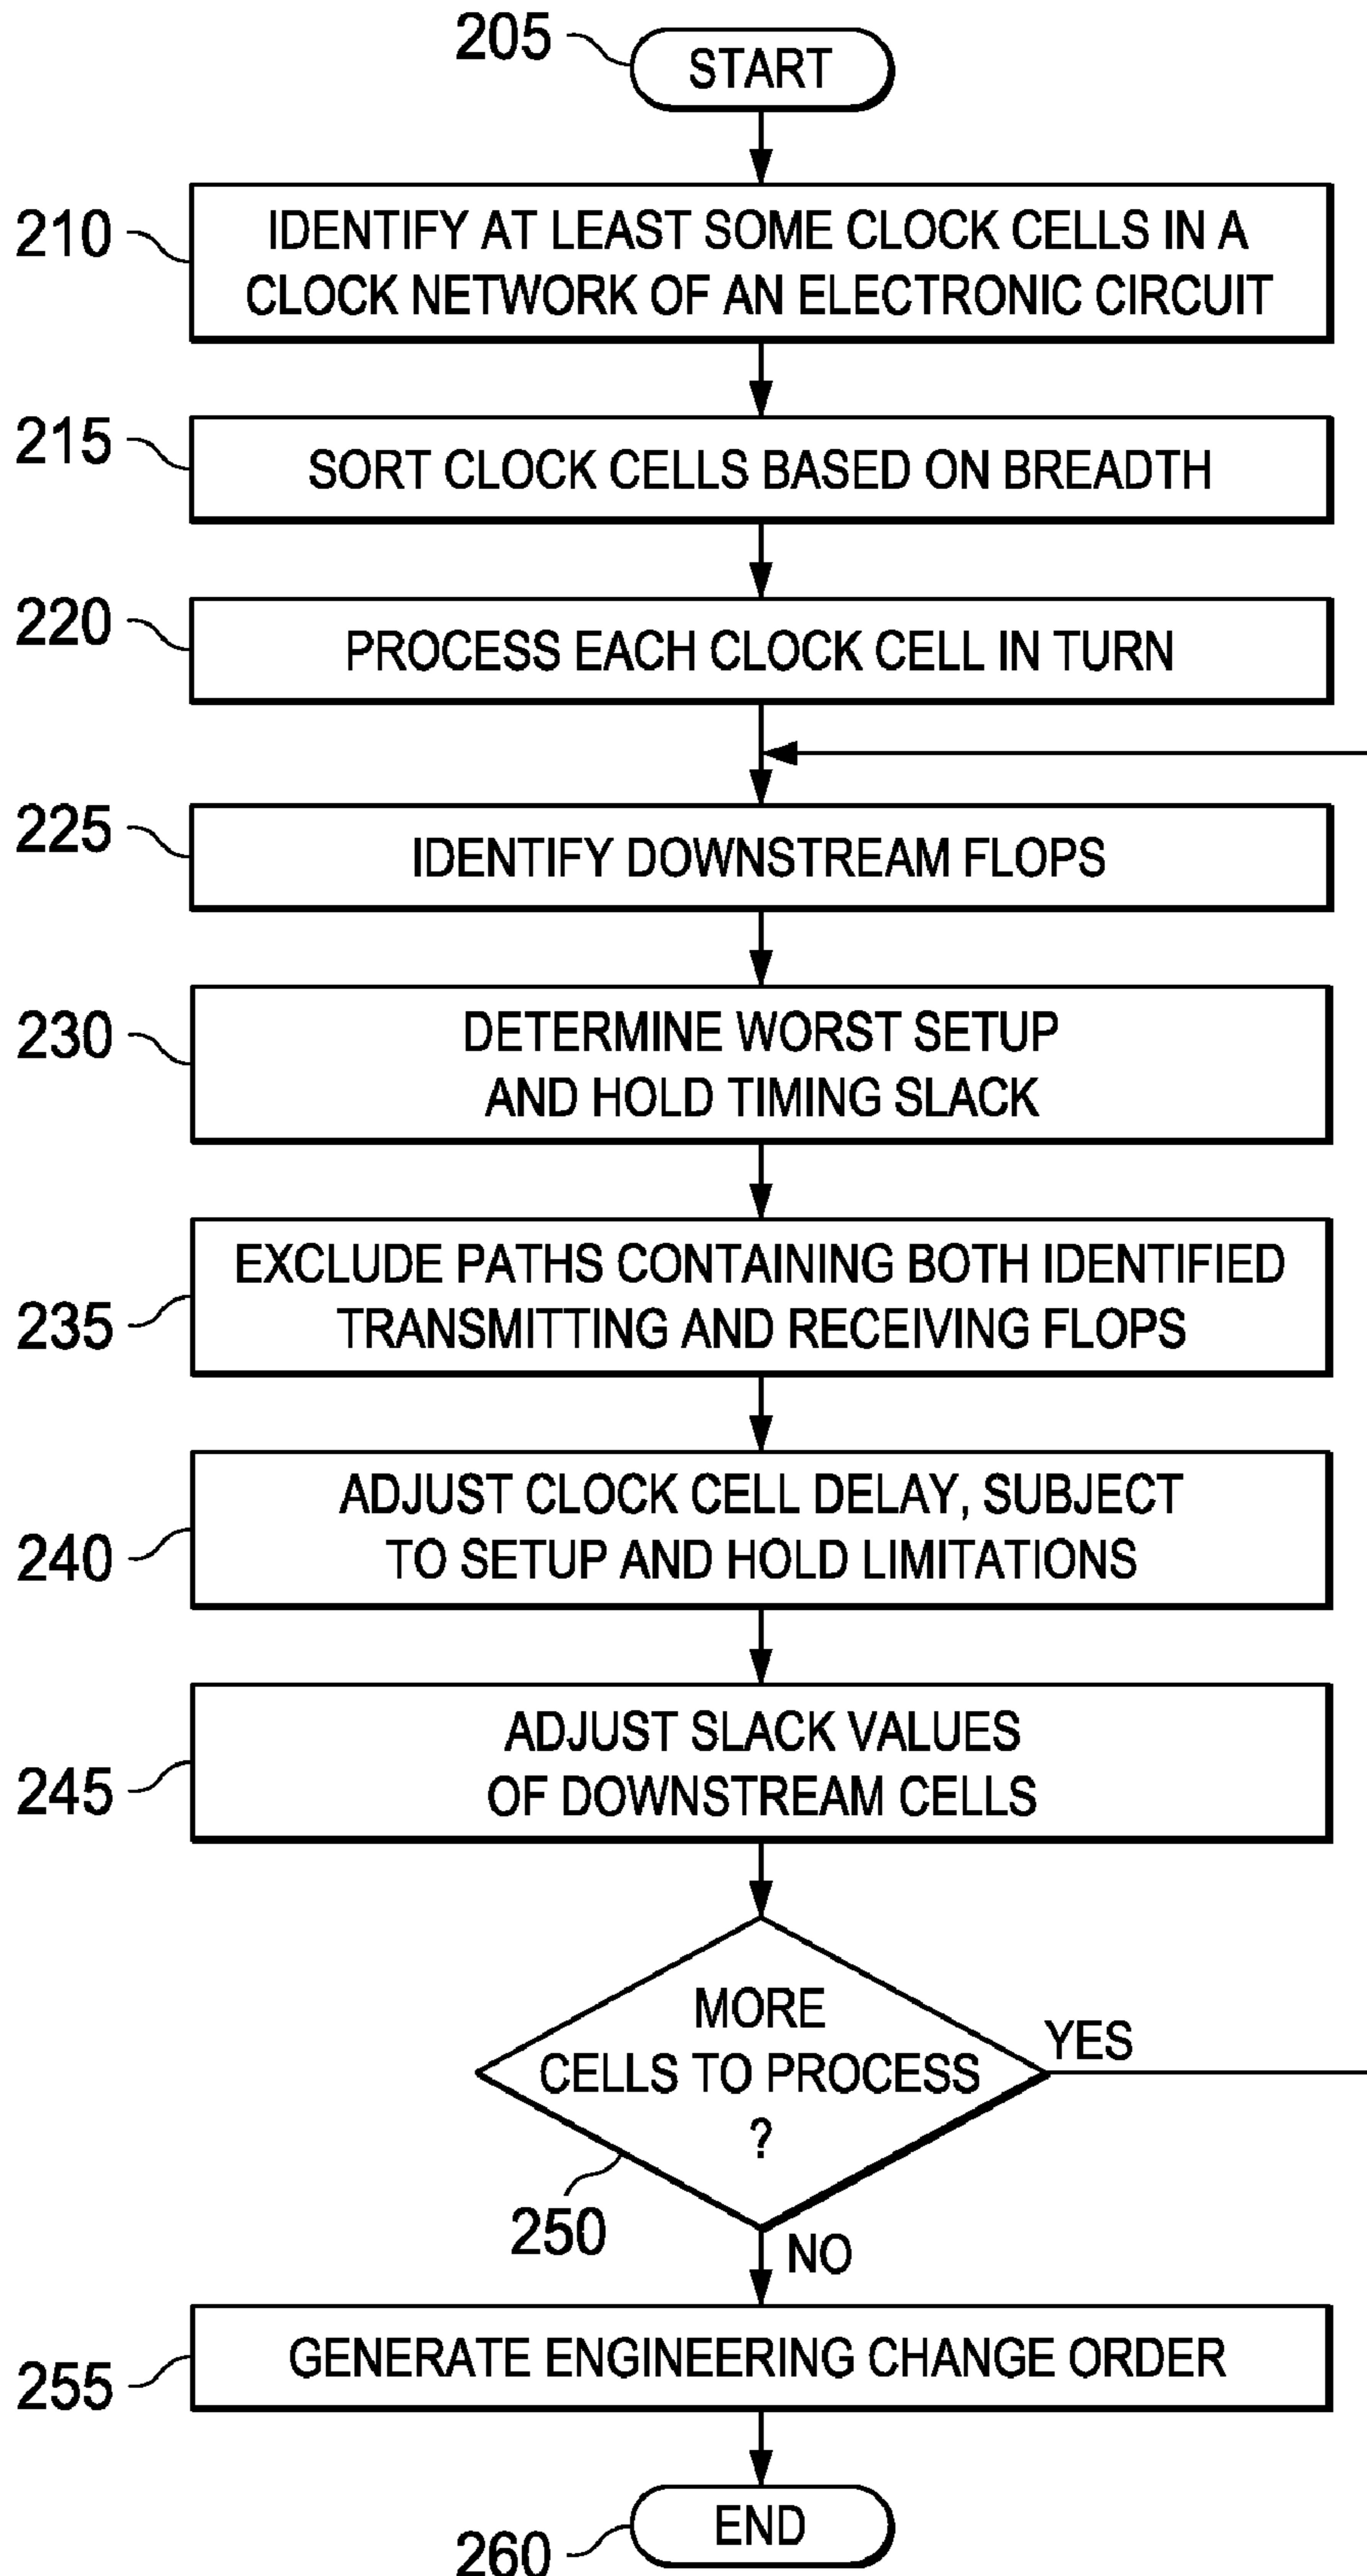 205
START
210
IDENTIFY AT LEAST SOME CLOCK CELLS IN A
CLOCK NETWORK OF AN ELECTRONIC CIRCUIT
215
SORT CLOCK CELLS BASED ON BREADTH
220
PROCESS EACH CLOCK CELL IN TURN
225
IDENTIFY DOWNSTREAM FLOPS
230
DETERMINE WORST SETUP
AND HOLD TIMING SLACK
235
EXCLUDE PATHS CONTAINING BOTH IDENTIFIED
TRANSMITTING AND RECEIVING FLOPS
240
ADJUST CLOCK CELL DELAY, SUBJECT
TO SETUP AND HOLD LIMITATIONS
245
ADJUST SLACK VALUES
OF DOWNSTREAM CELLS
MORE
CELLS TO PROCESS
?
YES
250
NO
255
GENERATE ENGINEERING CHANGE ORDER
260
END